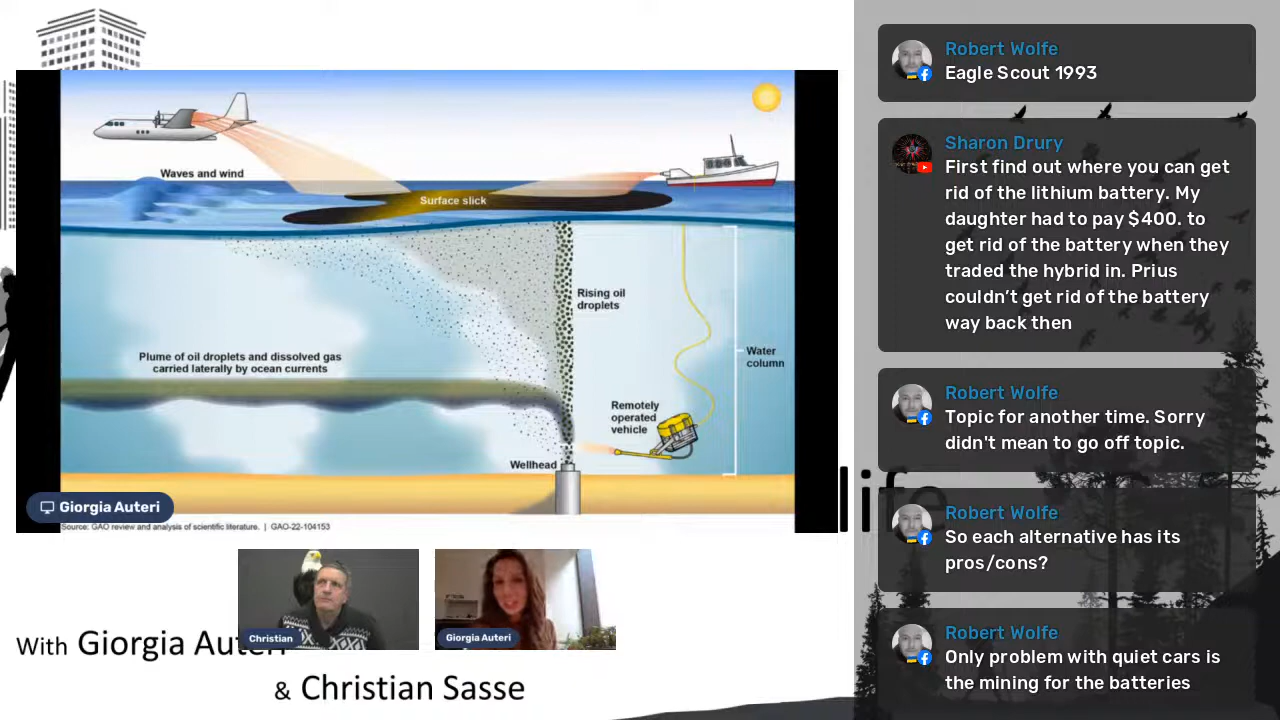 Waves and wind
Surface slick
Rising oil
droplets
Plume of oil droplets and dissolved gas
carried laterally by ocean currents
Water
column
Remotely
operated
vehicle
Wellhead
Giorgia Auteri
Source: GAO review and analysis of scientific literature. | GAO-22-104153
life
Christian
Giorgia Auteri
With Giorgia Auteri
& Christian Sasse
Robert Wolfe
Eagle Scout 1993
Sharon Drury
First find out where you can get
rid of the lithium battery. My
daughter had to pay $400. to
get rid of the battery when they
traded the hybrid in. Prius
couldn’t get rid of the battery
way back then
Robert Wolfe
Topic for another time. Sorry
didn't mean to go off topic.
Robert Wolfe
So each alternative has its
pros/cons?
Robert Wolfe
Only problem with quiet cars is
the mining for the batteries